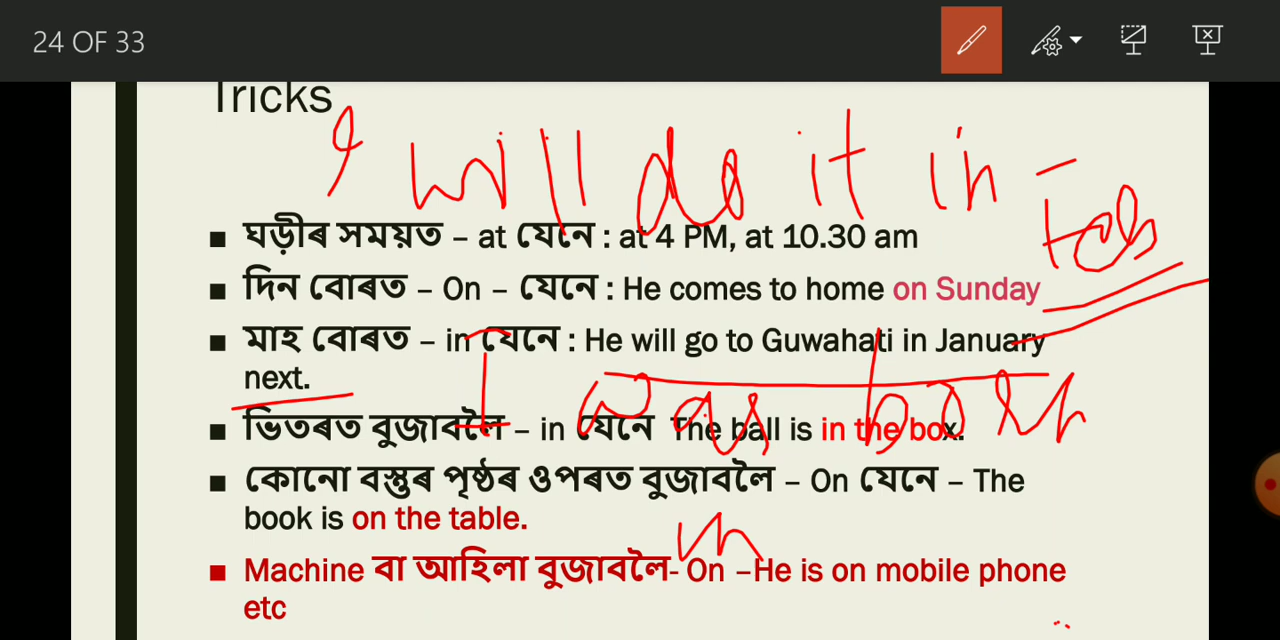 24 OF 33
Tricks
I will do it in - Feb
■ ঘড়ীৰ সময়ত – at যেনে : at 4 PM, at 10.30 am
■ দিন বোৰত – On – যেনে : He comes to home on Sunday
■ মাহ বোৰত – in যেনে : He will go to Guwahati in January
next.
I was born
■ ভিতৰত বুজাবলৈ – in যেনে The ball is in the box.
■ কোনো বস্তুৰ পৃষ্ঠৰ ওপৰত বুজাবলৈ – On যেনে – The
book is on the table.
in
■ Machine বা আহিলা বুজাবলৈ- On –He is on mobile phone
etc